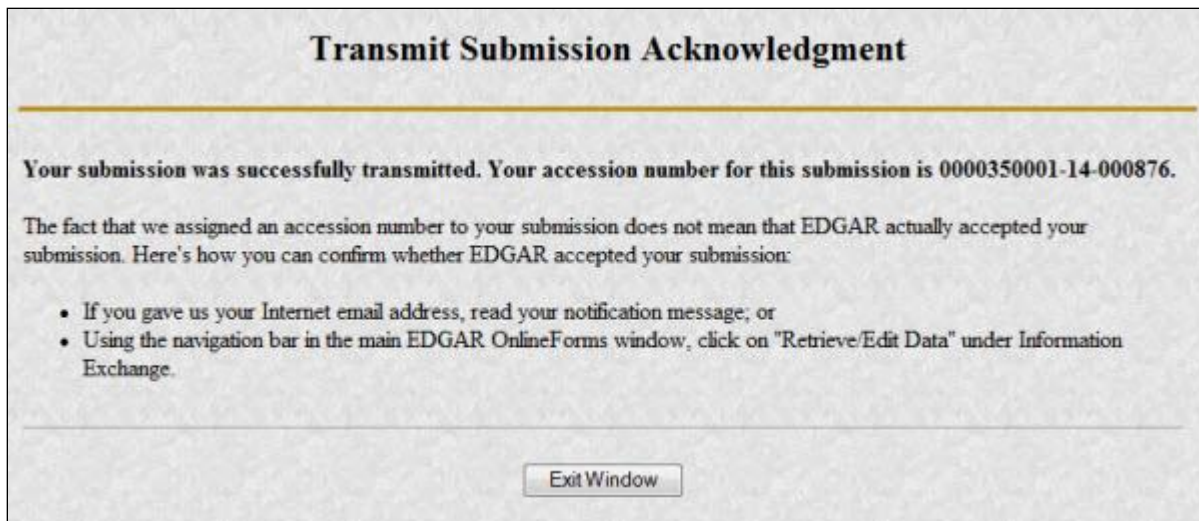 Transmit Submission Acknowledgment
Your submission was successfully transmitted. Your accession number for this submission is 0000350001-14-000876.
The fact that we assigned an accession number to your submission does not mean that EDGAR actually accepted your
submission. Here's how you can confirm whether EDGAR accepted your submission:
• If you gave us your Internet email address, read your notification message; or
• Using the navigation bar in the main EDGAR OnlineForms window, click on "Retrieve/Edit Data" under Information
Exchange.
Exit Window